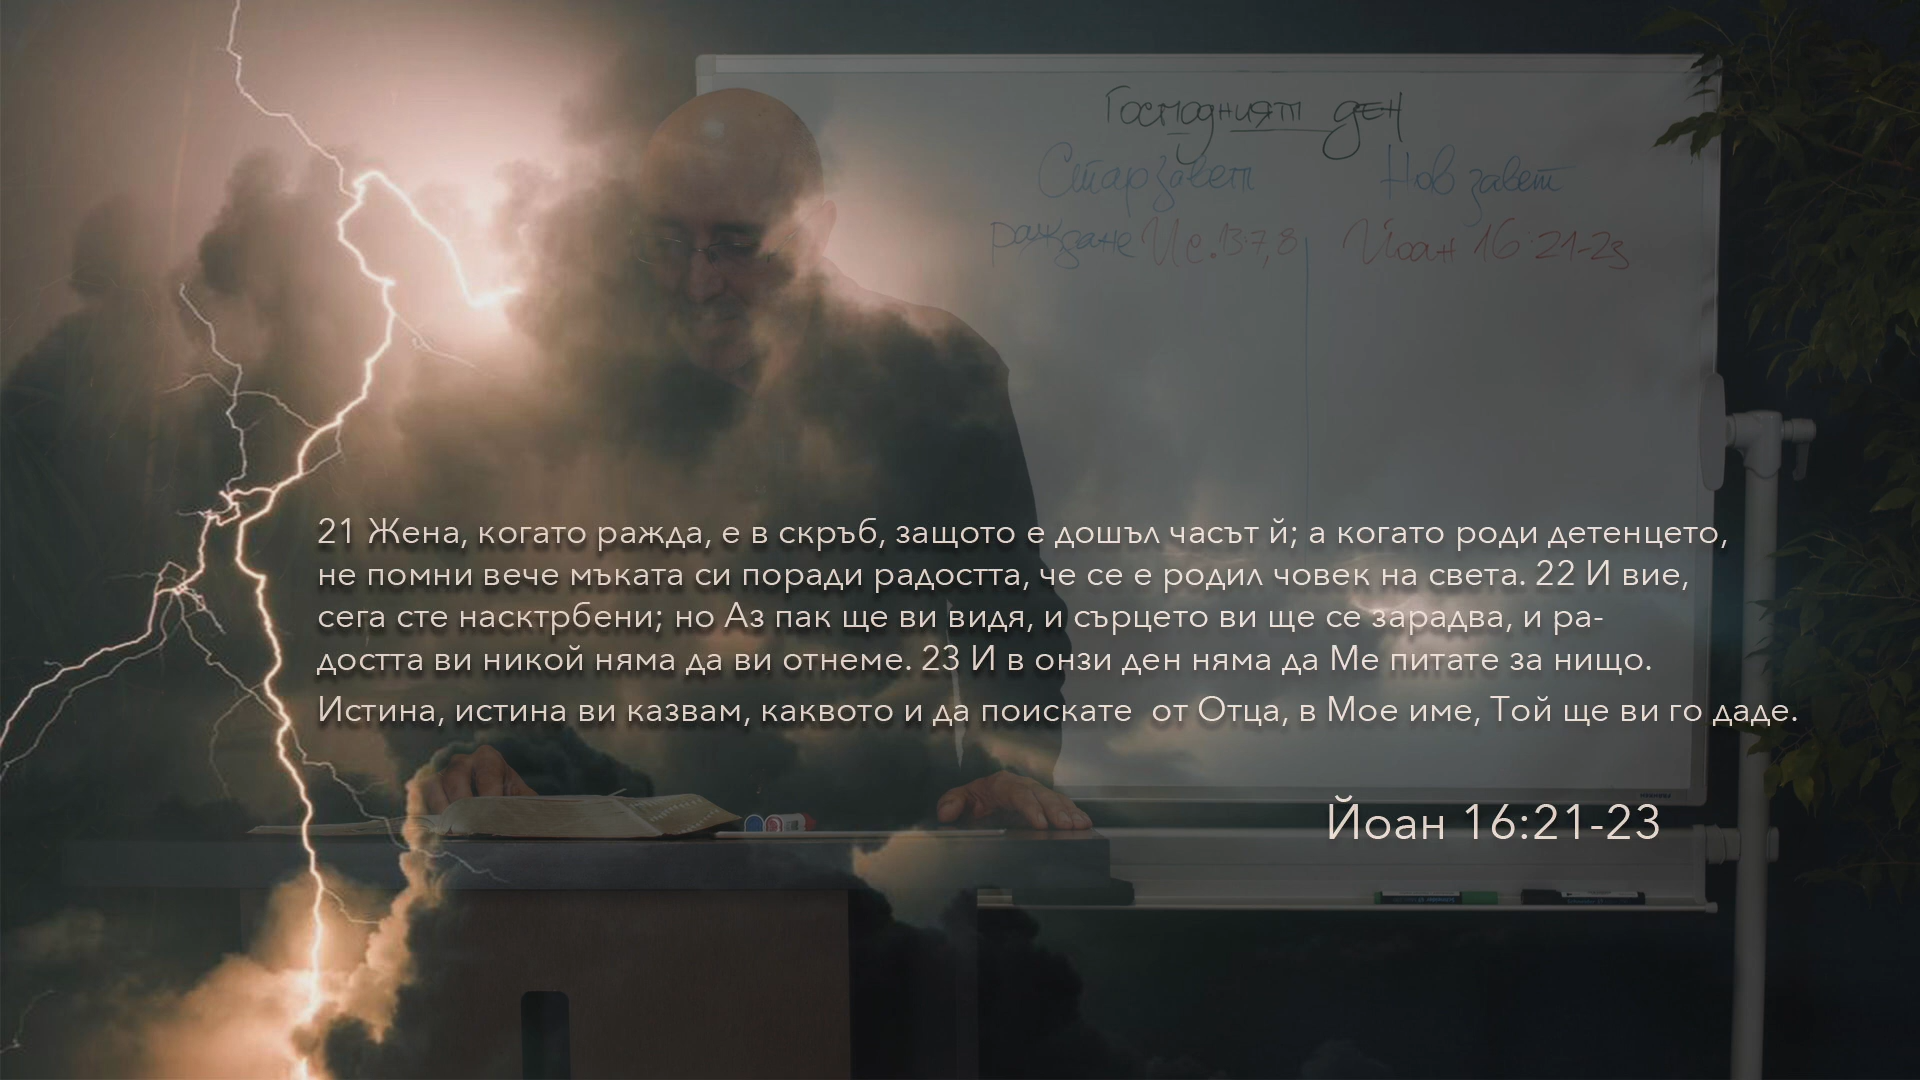 Господният ден
Стар завет Нов завет
раждане Ис. 13:7,8 Йоан 16:21-23
21 Жена, когато ражда, е в скръб, защото е дошъл часът й; а когато роди детенцето,
не помни вече мъката си поради радостта, че се е родил човек на света. 22 И вие,
сега сте насктрбени; но Аз пак ще ви видя, и сърцето ви ще се зарадва, и ра-
достта ви никой няма да ви отнеме. 23 И в онзи ден няма да Ме питате за нищо.
Истина, истина ви казвам, каквото и да поискате от Отца, в Мое име, Той ще ви го даде.
Йоан 16:21-23